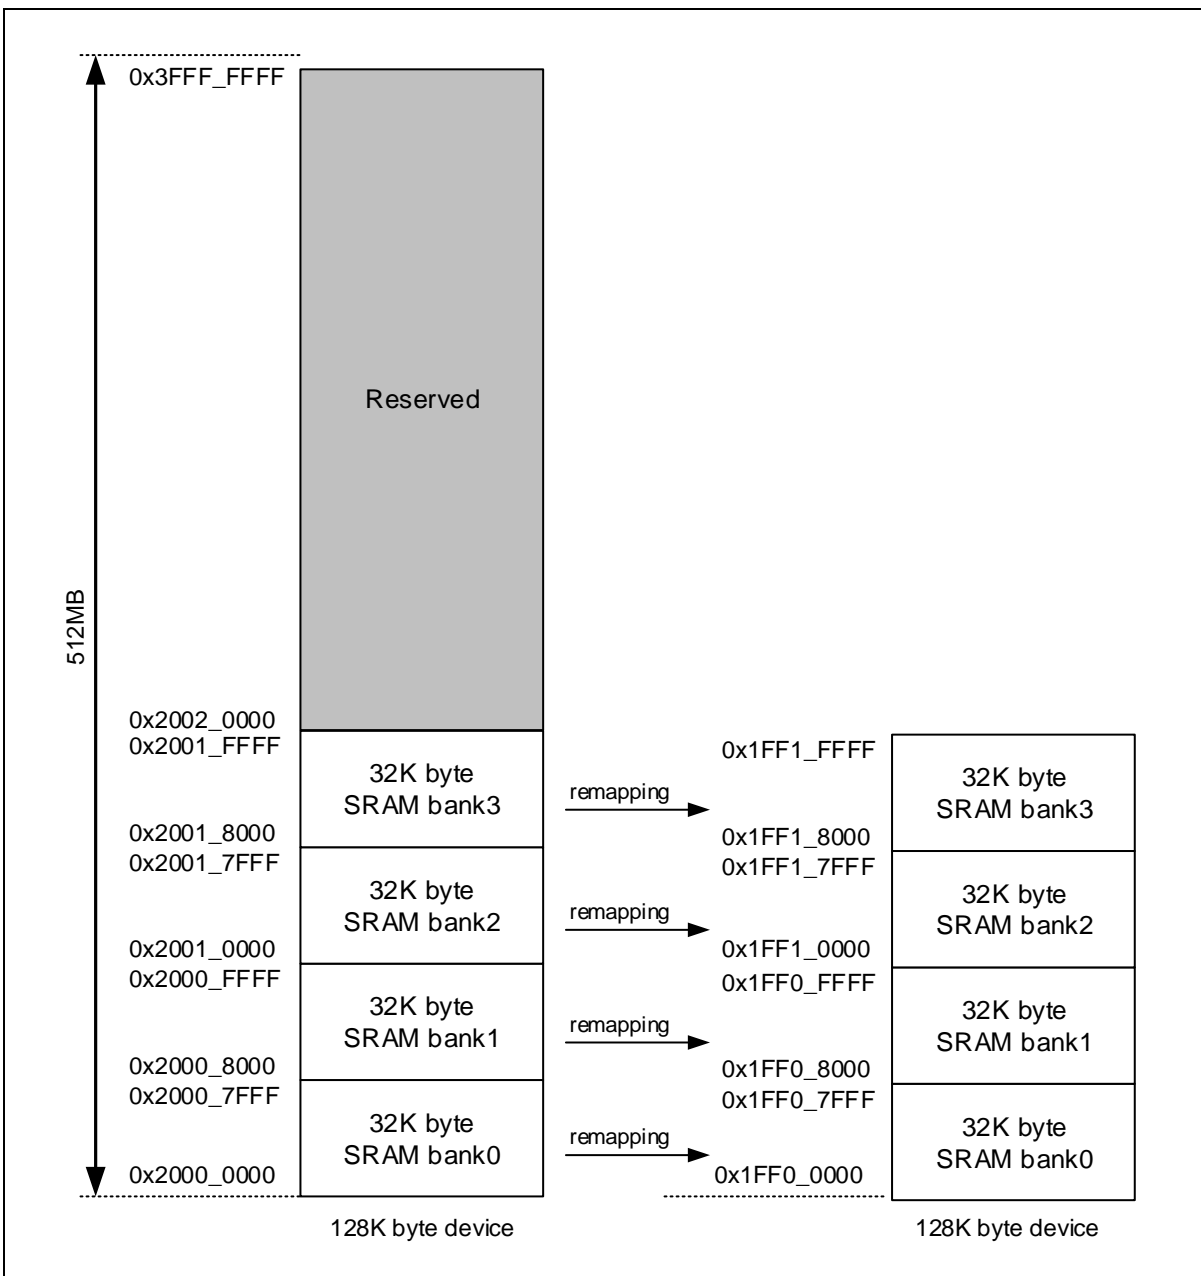 0x3FFF_FFFF
Reserved
512MB
0x2002_0000
0x2001_FFFF
32K byte
SRAM bank3
0x2001_8000
0x2001_7FFF
32K byte
SRAM bank2
0x2001_0000
0x2000_FFFF
32K byte
SRAM bank1
0x2000_8000
0x2000_7FFF
32K byte
SRAM bank0
0x2000_0000
128K byte device
remapping
remapping
remapping
remapping
0x1FF1_FFFF
32K byte
SRAM bank3
0x1FF1_8000
0x1FF1_7FFF
32K byte
SRAM bank2
0x1FF1_0000
0x1FF0_FFFF
32K byte
SRAM bank1
0x1FF0_8000
0x1FF0_7FFF
32K byte
SRAM bank0
0x1FF0_0000
128K byte device